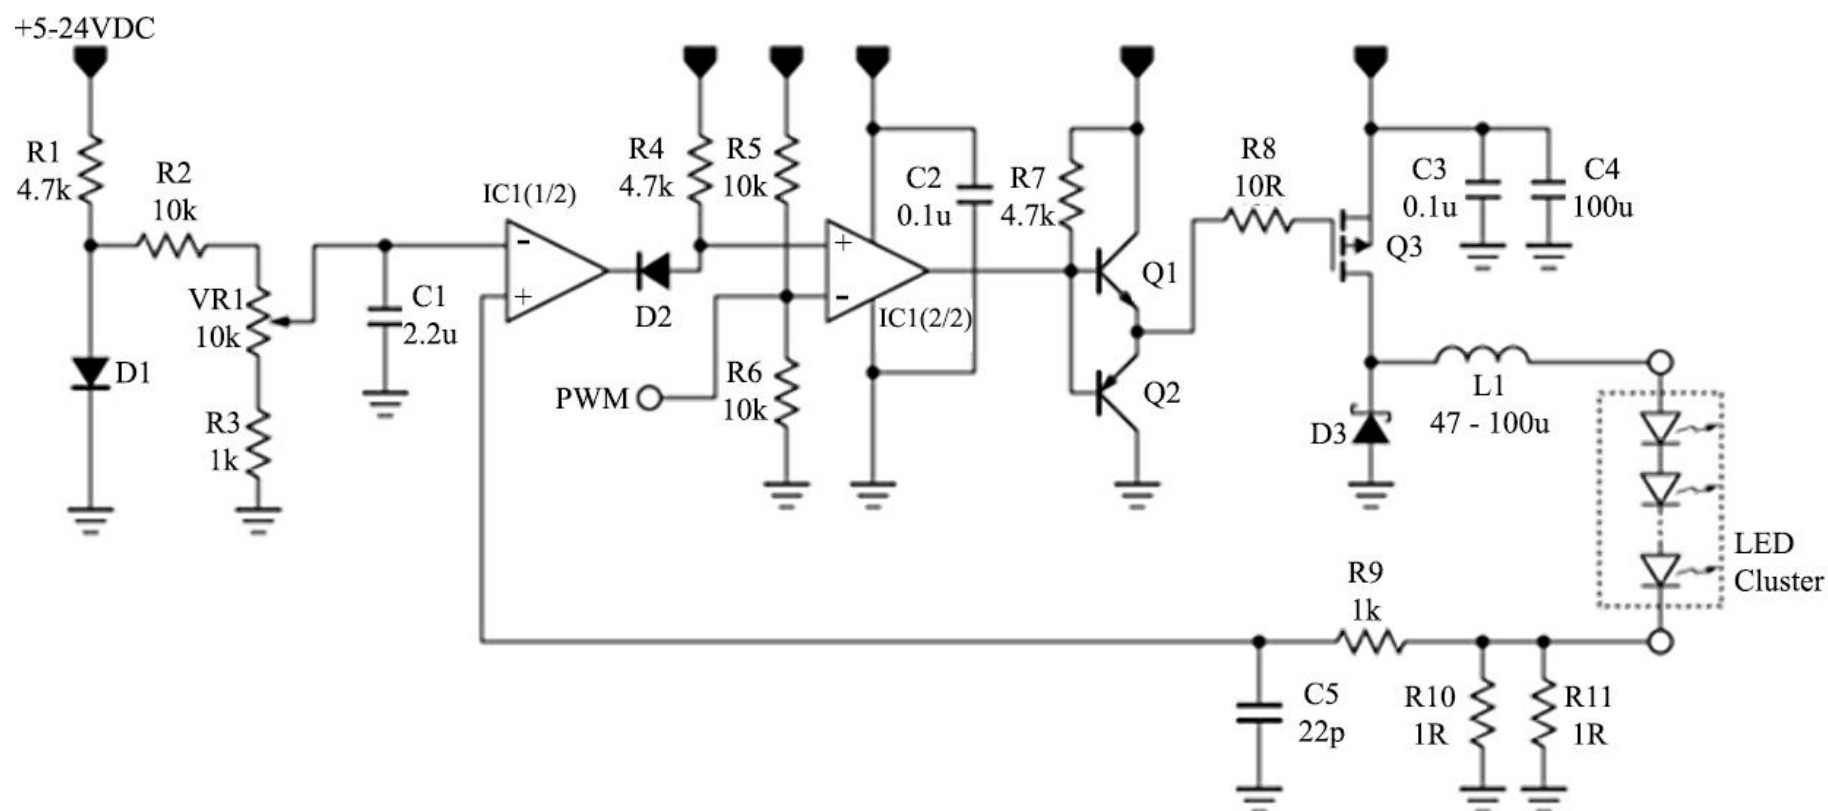 +5-24VDC
R1
4.7k
R2
10k
VR1
10k
R3
1k
D1
C1
2.2u
IC1(1/2)
-
+
D2
R4
4.7k
R5
10k
PWM
R6
10k
+
-
IC1(2/2)
C2
0.1u
R7
4.7k
Q1
Q2
R8
10R
Q3
C3
0.1u
C4
100u
D3
L1
47 - 100u
LED
Cluster
R9
1k
C5
22p
R10
1R
R11
1R